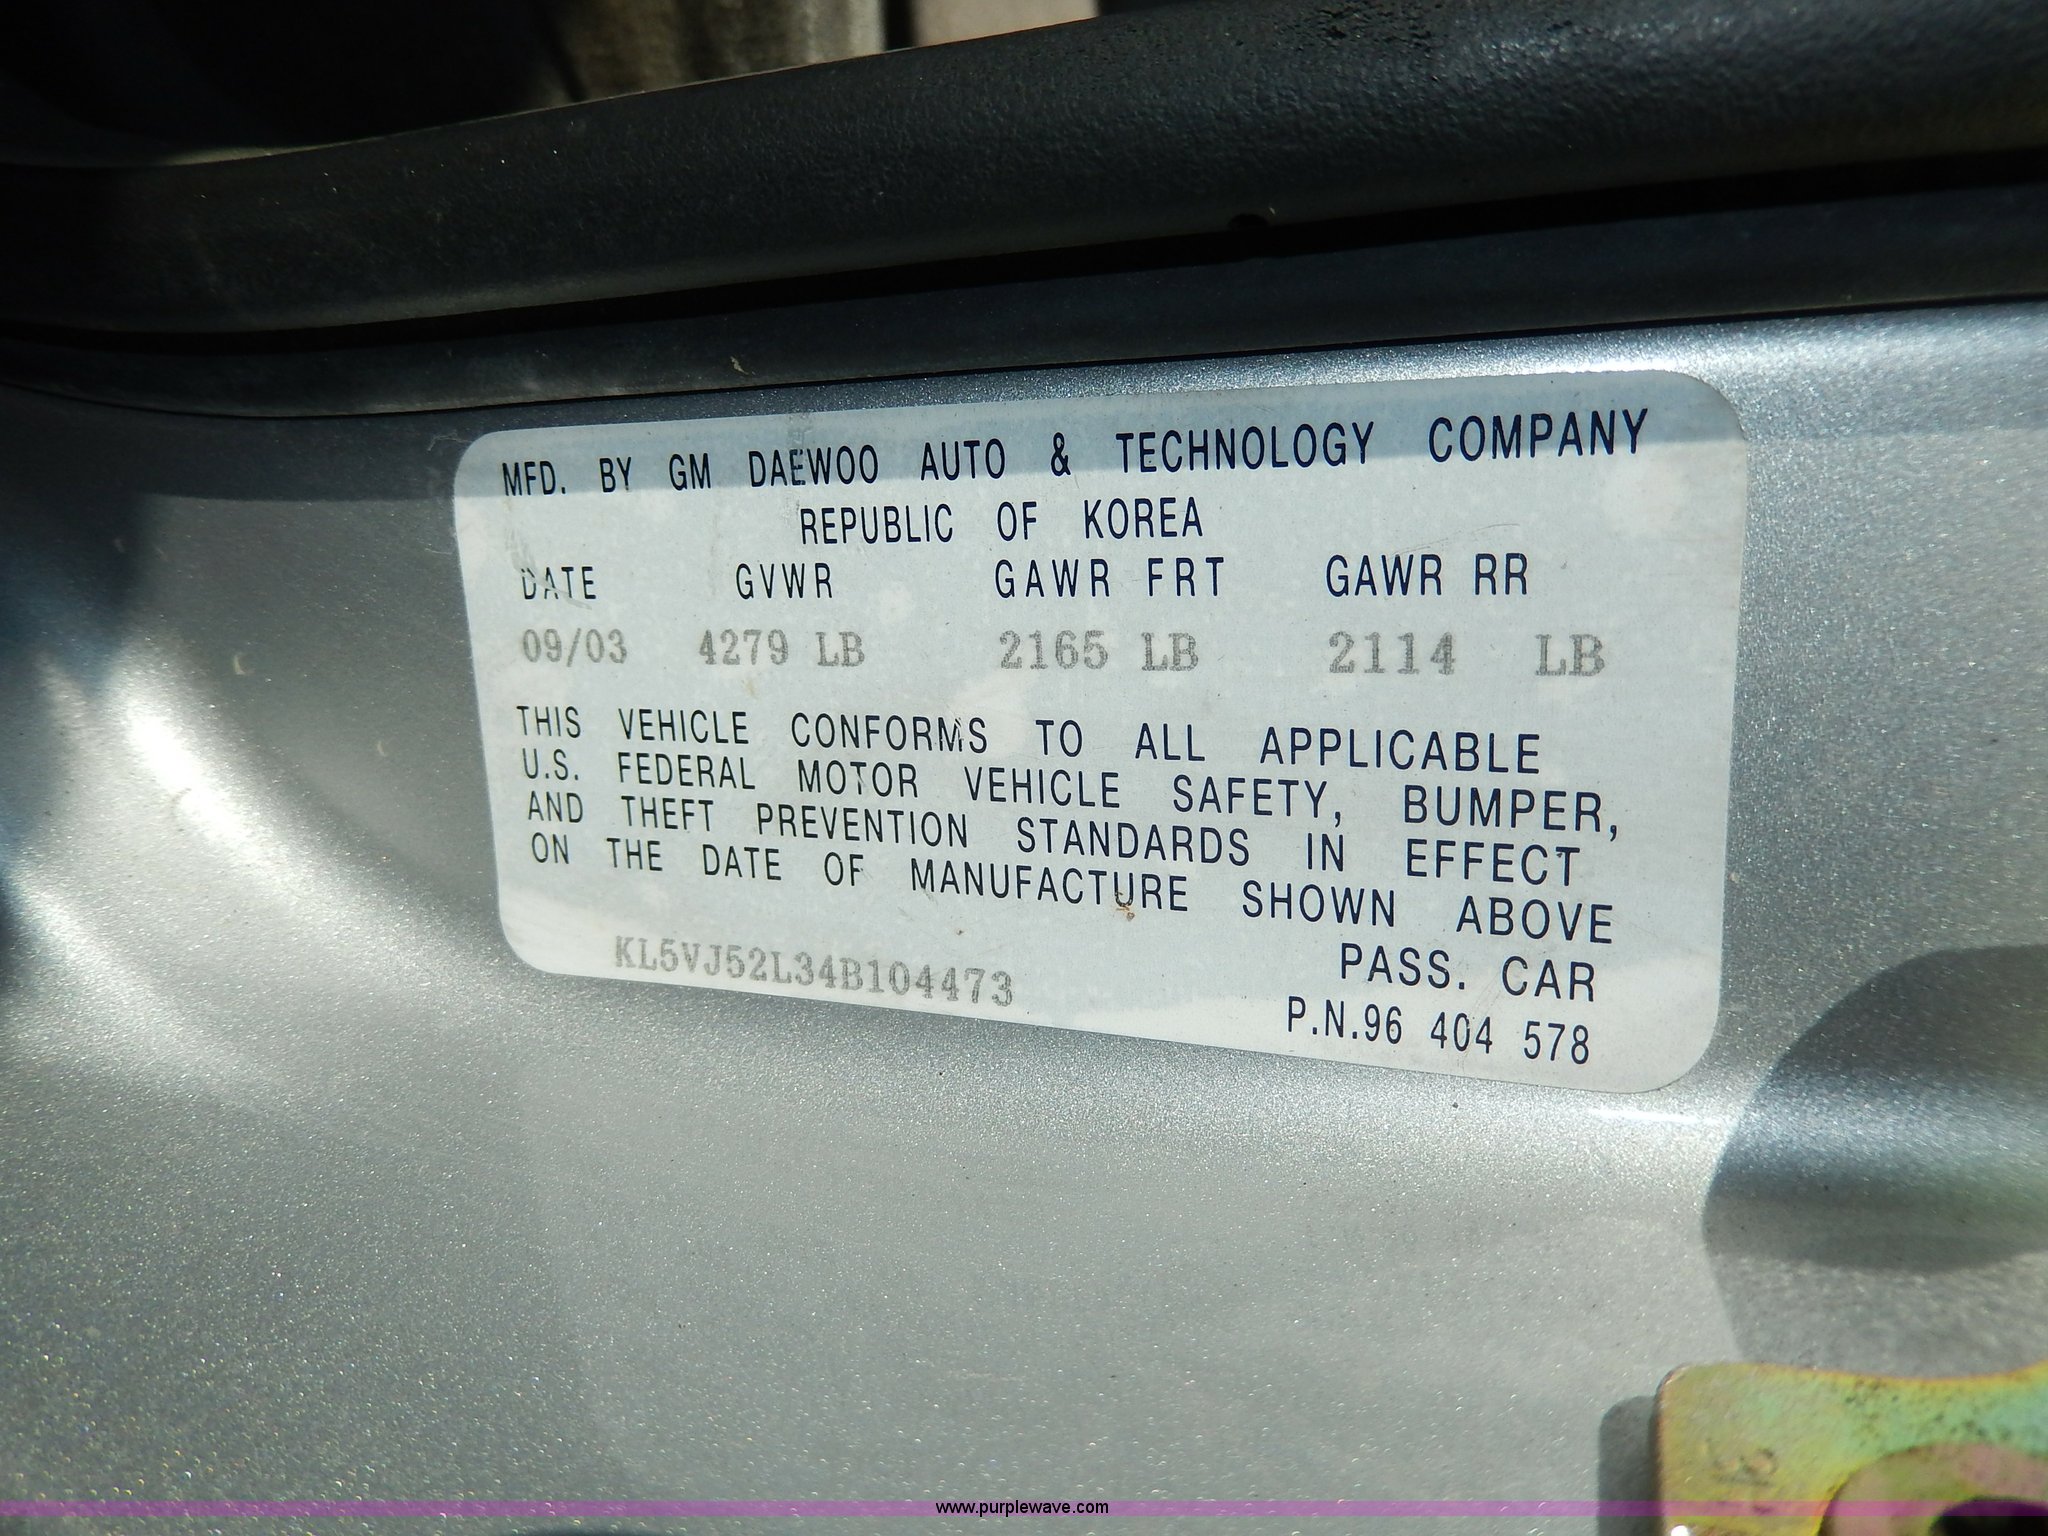 MFD. BY GM DAEWOO AUTO & TECHNOLOGY COMPANY
REPUBLIC OF KOREA
DATE GVWR GAWR FRT GAWR RR
09/03 4279 LB 2165 LB 2114 LB
THIS VEHICLE CONFORMS TO ALL APPLICABLE
U.S. FEDERAL MOTOR VEHICLE SAFETY, BUMPER,
AND THEFT PREVENTION STANDARDS IN EFFECT
ON THE DATE OF MANUFACTURE SHOWN ABOVE
KL5VJ52L34B104473 PASS. CAR
P.N.96 404 578
www.purplewave.com